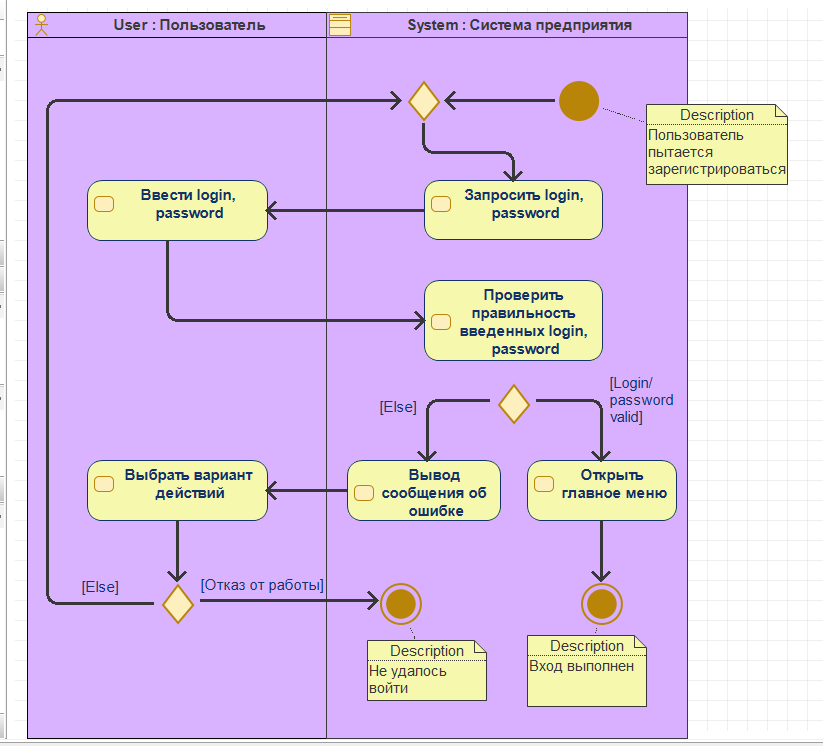 User : Пользователь
System : Система предприятия
Description
Пользователь
пытается
зарегистрироваться
Ввести login,
password
Запросить login,
password
Проверить
правильность
введенных login,
password
[Else]
[Login/
password
valid]
Выбрать вариант
действий
Вывод
сообщения об
ошибке
Открыть
главное меню
[Else]
[Отказ от работы]
Description
Не удалось
войти
Description
Вход выполнен